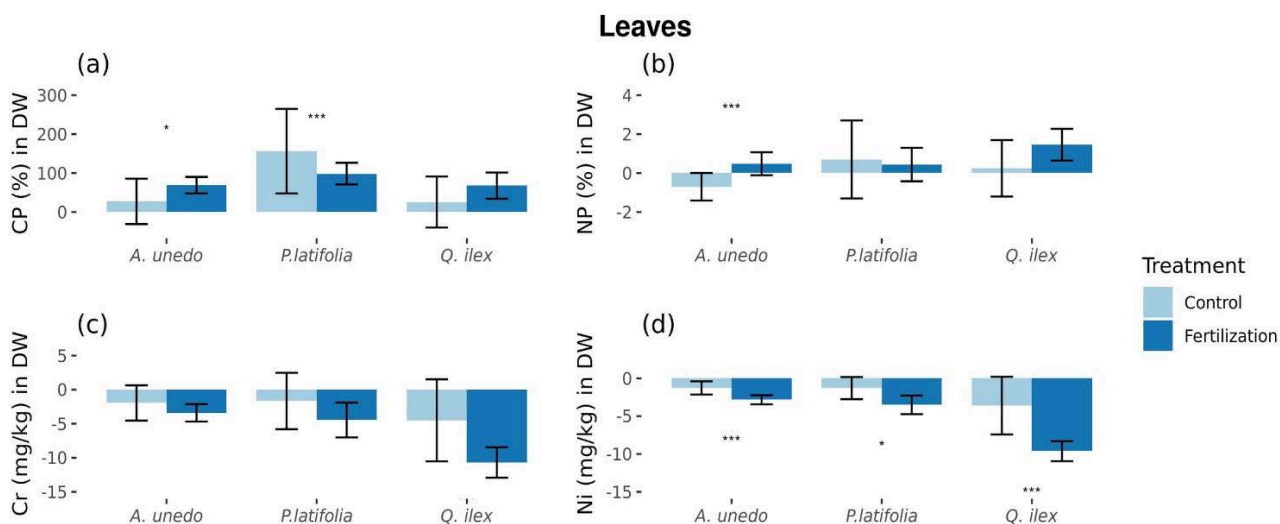 Leaves
(a)
CP (%) in DW
300
200
100
0
*
***
A. unedo P.latifolia Q. ilex
(b)
NP (%) in DW
4
2
0
-2
***
A. unedo P.latifolia Q. ilex
(c)
Cr (mg/kg) in DW
5
0
-5
-10
-15
A. unedo P.latifolia Q. ilex
(d)
Ni (mg/kg) in DW
0
-5
-10
-15
***
*
***
A. unedo P.latifolia Q. ilex
Treatment
Control
Fertilization